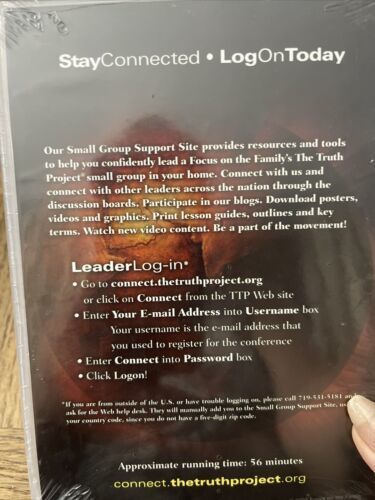 StayConnected • LogOnToday
Our Small Group Support Site provides resources and tools
to help you confidently lead a Focus on the Family's The Truth
Project® small group in your home. Connect with us and
connect with other leaders across the nation through the
discussion boards. Participate in our blogs. Download posters,
videos and graphics. Print lesson guides, outlines and key
terms. Watch new video content. Be a part of the movement!
LeaderLog-in*
• Go to connect.thetruthproject.org
or click on Connect from the TTP Web site
• Enter Your E-mail Address into Username box
Your username is the e-mail address that
you used to register for the conference
• Enter Connect into Password box
• Click Logon!
*If you are from outside of the U.S. or have trouble logging on, please call 719-531-5181 and
ask for the Web help desk. They will manually add you to the Small Group Support Site,
your country code, since you do not have a five-digit zip code.
Approximate running time: 56 minutes
connect.thetruthproject.org